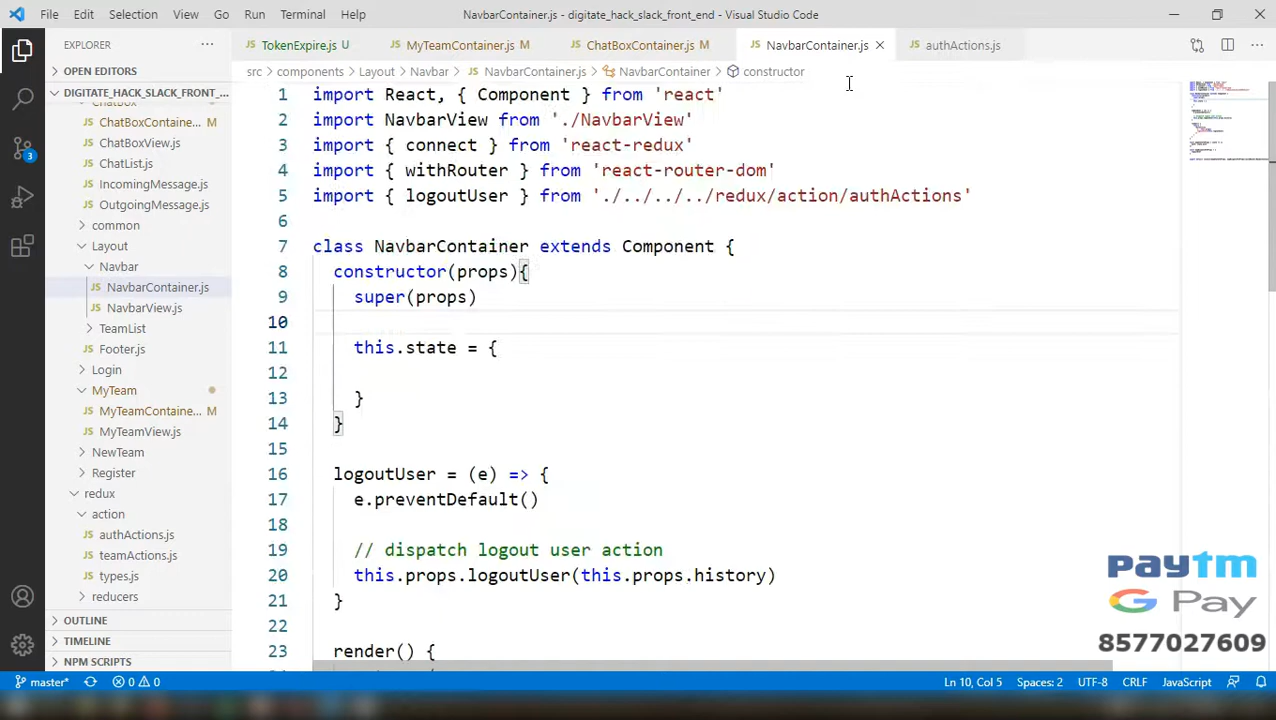 File Edit Selection View Go Run Terminal Help NavbarContainer.js - digitate_hack_slack_front_end - Visual Studio Code
EXPLORER
OPEN EDITORS
DIGITATE_HACK_SLACK_FRONT_...
ChatBox
ChatBoxContaine... M
ChatBoxView.js
ChatList.js
IncomingMessage.js
OutgoingMessage.js
common
Layout
Navbar
NavbarContainer.js
NavbarView.js
TeamList
Footer.js
Login
MyTeam
MyTeamContaine... M
MyTeamView.js
NewTeam
Register
redux
action
authActions.js
teamActions.js
types.js
reducers
OUTLINE
TIMELINE
NPM SCRIPTS
JS TokenExpire.js U JS MyTeamContainer.js M JS ChatBoxContainer.js M JS NavbarContainer.js JS authActions.js
src > components > Layout > Navbar > JS NavbarContainer.js > NavbarContainer > constructor
1 import React, { Component } from 'react'
2 import NavbarView from './NavbarView'
3 import { connect } from 'react-redux'
4 import { withRouter } from 'react-router-dom'
5 import { logoutUser } from './../../../redux/action/authActions'
6
7 class NavbarContainer extends Component {
8 constructor(props){
9 super(props)
10
11 this.state = {
12
13 }
14 }
15
16 logoutUser = (e) => {
17 e.preventDefault()
18
19 // dispatch logout user action
20 this.props.logoutUser(this.props.history)
21 }
22
23 render() {
paytm
G Pay
8577027609
master* 0 0 Ln 10, Col 5 Spaces: 2 UTF-8 CRLF JavaScript